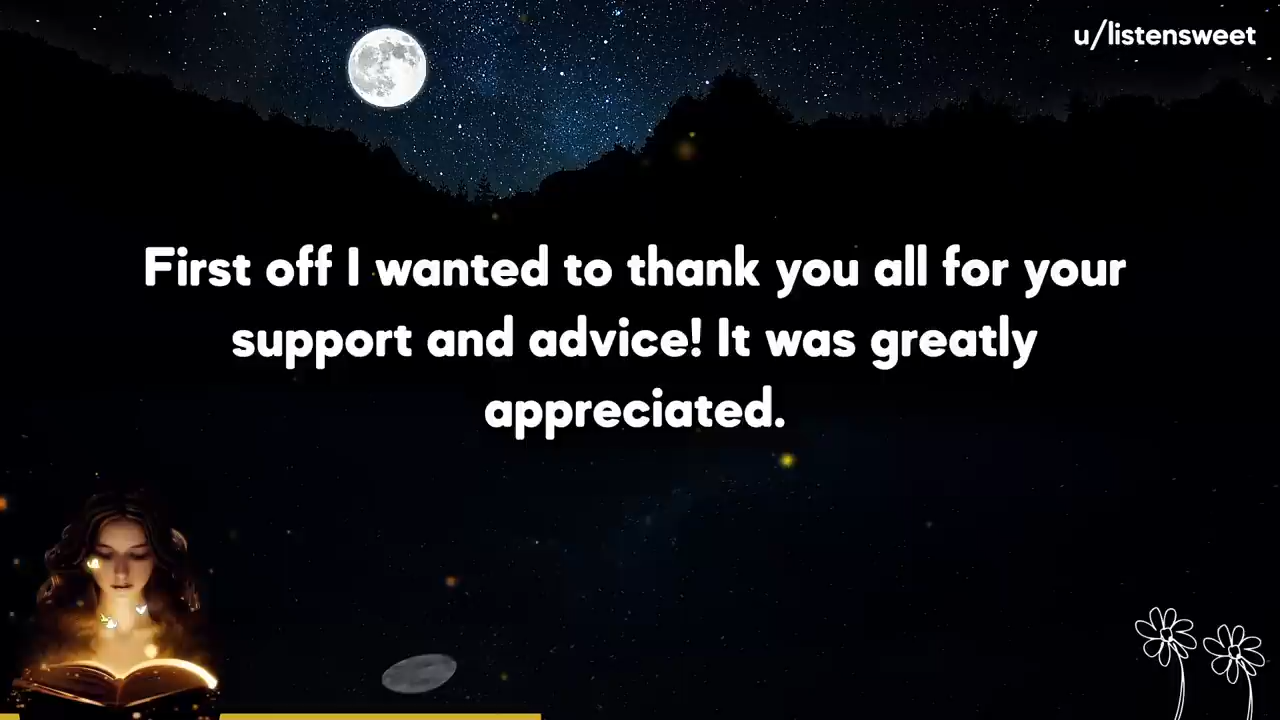 u/listensweet
First off I wanted to thank you all for your
support and advice! It was greatly
appreciated.